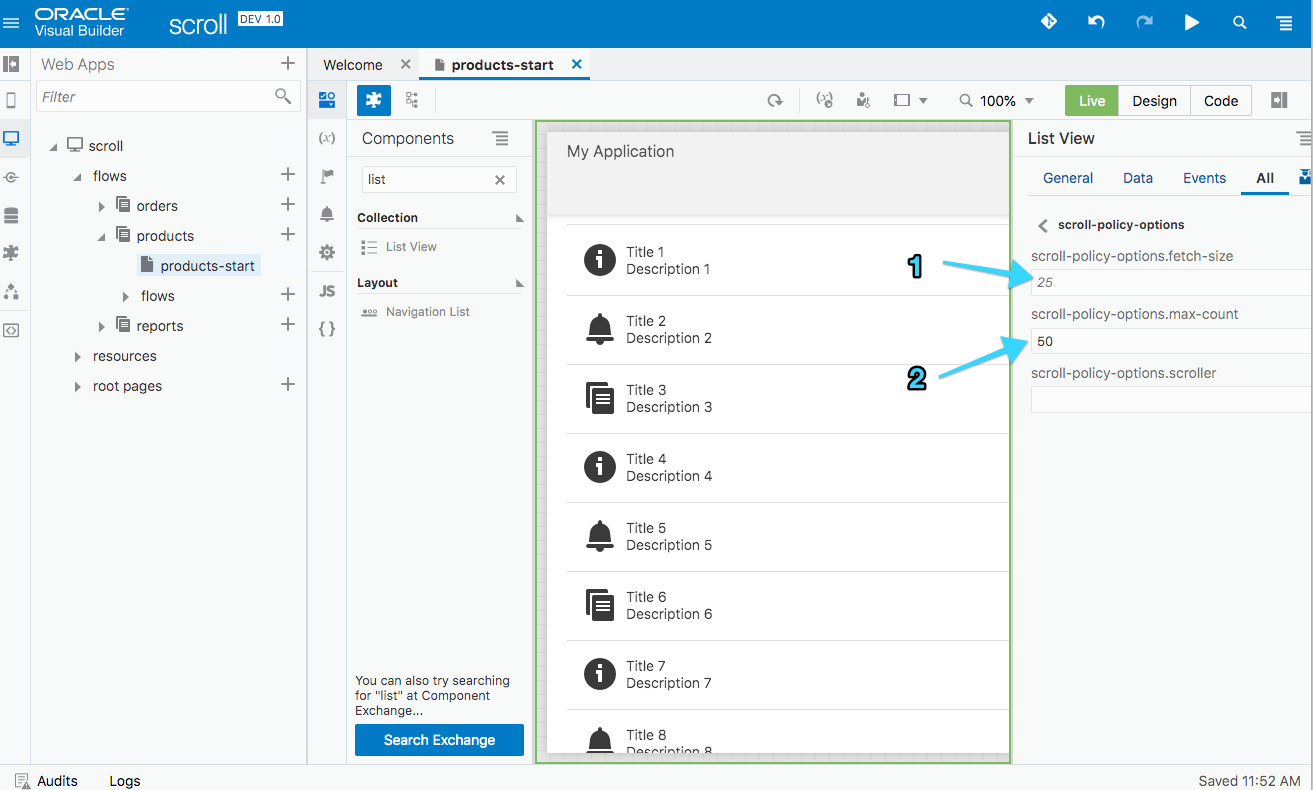 ORACLE®
Visual Builder
scroll
DEV 1.0
Web Apps
Filter
scroll
flows
orders
products
products-start
flows
reports
resources
root pages
Welcome
products-start
100%
Live
Design
Code
(x)
JS
{ }
Components
list
Collection
List View
Layout
Navigation List
You can also try searching
for "list" at Component
Exchange...
Search Exchange
My Application
Title 1
Description 1
Title 2
Description 2
Title 3
Description 3
Title 4
Description 4
Title 5
Description 5
Title 6
Description 6
Title 7
Description 7
Title 8
Description 8
1
2
List View
General
Data
Events
All
scroll-policy-options
scroll-policy-options.fetch-size
25
scroll-policy-options.max-count
50
scroll-policy-options.scroller
Audits
Logs
Saved 11:52 AM